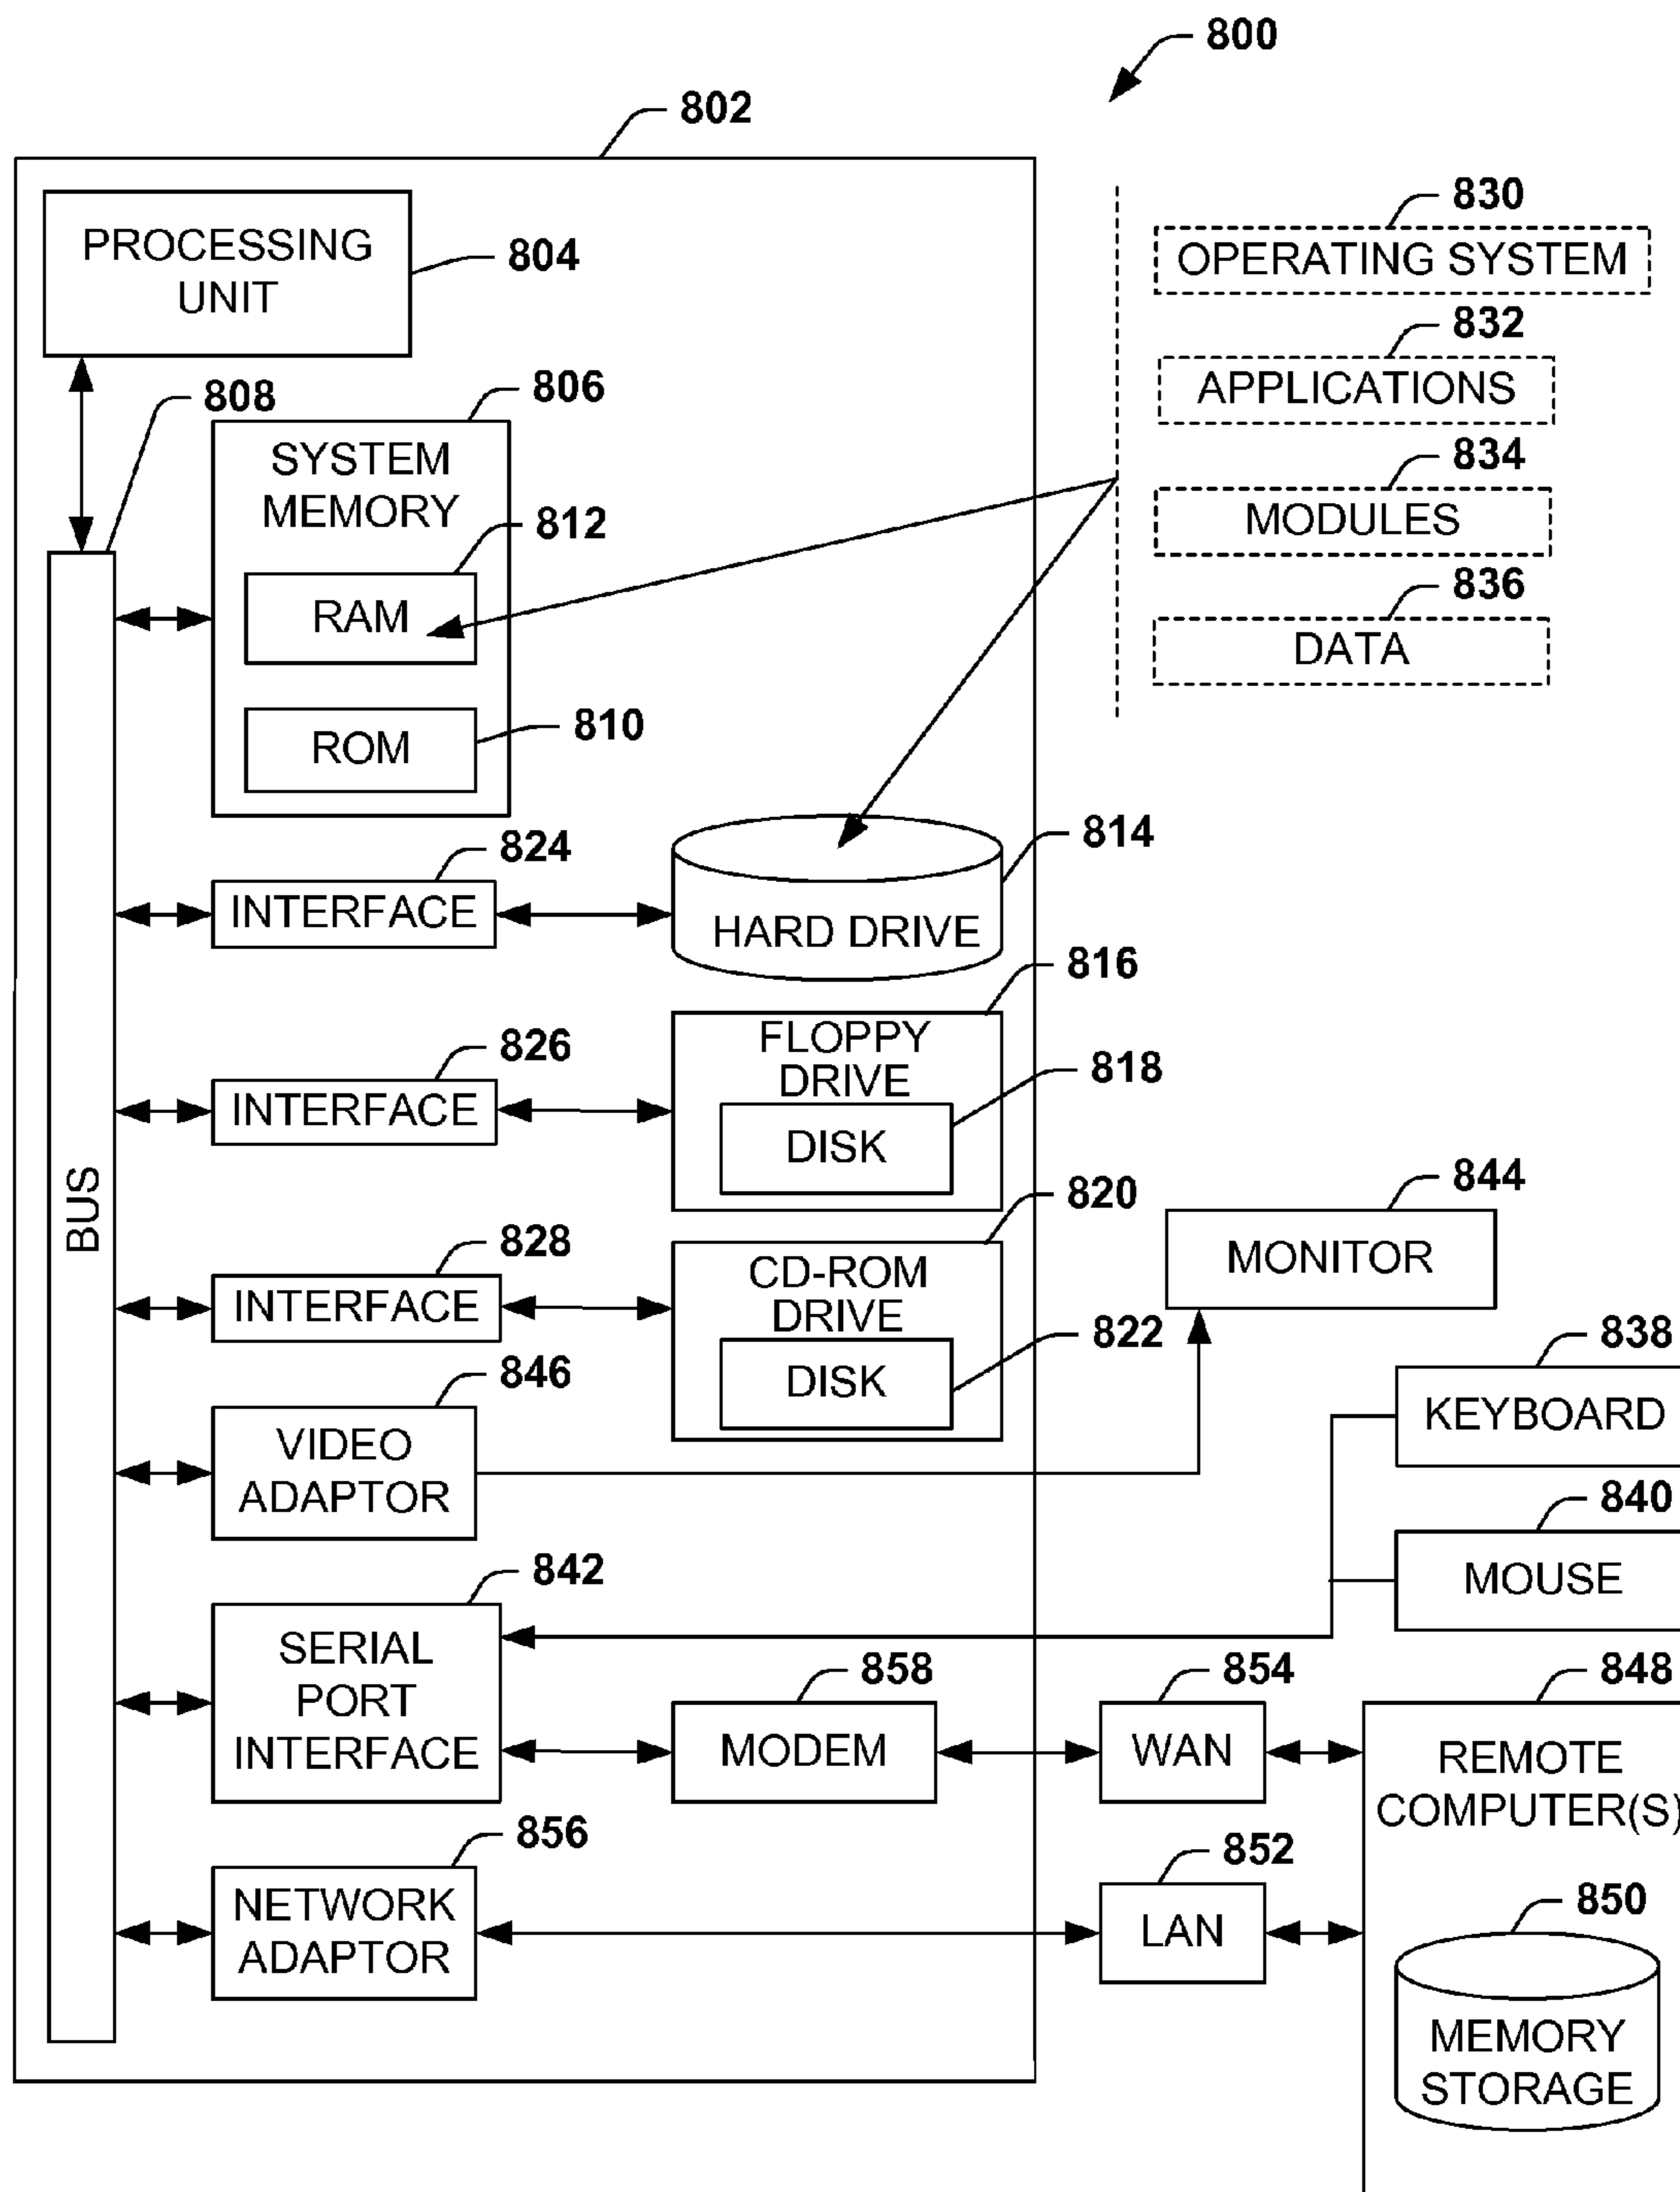 800
802
830
PROCESSING
UNIT
804
OPERATING SYSTEM
832
APPLICATIONS
808
806
SYSTEM
MEMORY
834
MODULES
812
RAM
836
DATA
810
ROM
824
INTERFACE
814
HARD DRIVE
816
FLOPPY
DRIVE
826
INTERFACE
818
DISK
BUS
820
844
MONITOR
828
INTERFACE
CD-ROM
DRIVE
822
DISK
838
KEYBOARD
846
VIDEO
ADAPTOR
840
MOUSE
842
SERIAL
PORT
INTERFACE
858
MODEM
854
WAN
848
REMOTE
COMPUTER(S)
856
NETWORK
ADAPTOR
852
LAN
850
MEMORY
STORAGE